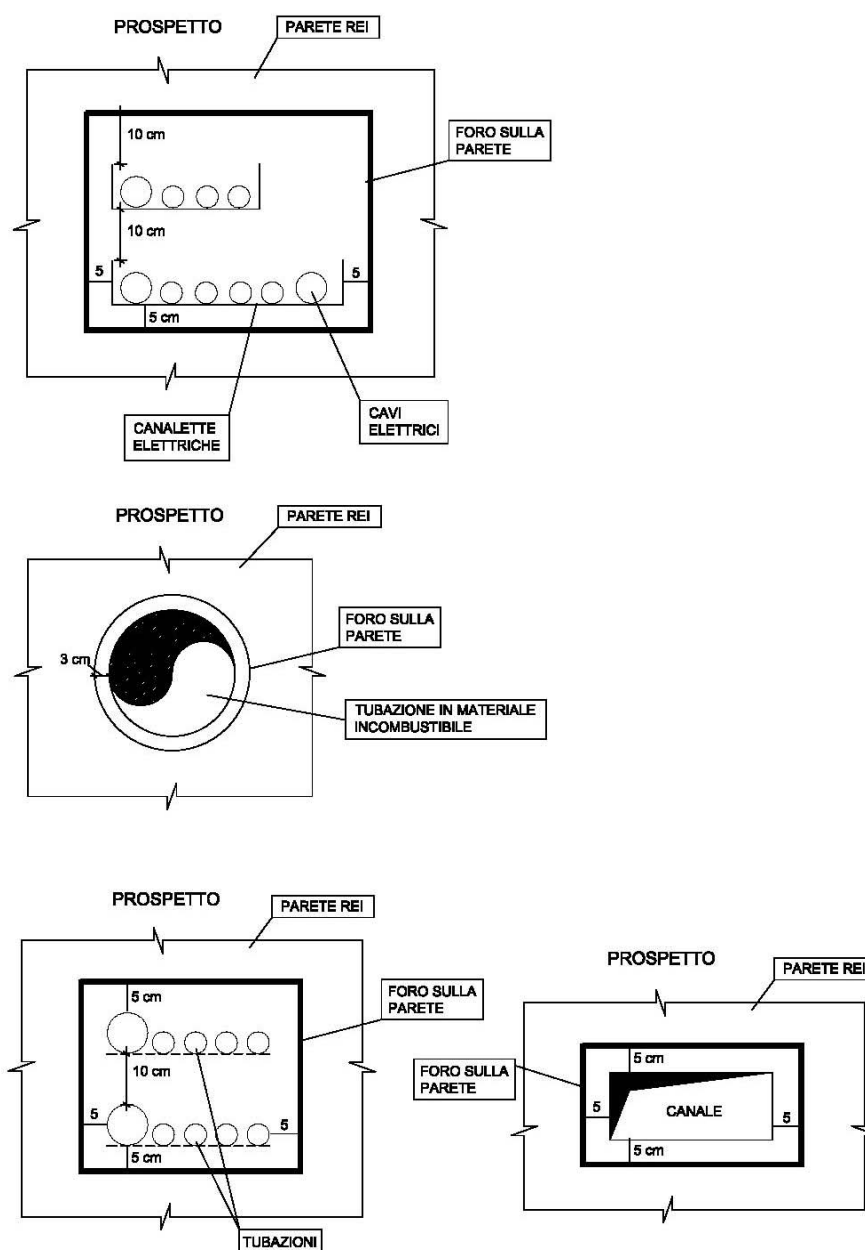 PROSPETTO
PARETE REI
10 cm
FORO SULLA
PARETE
10 cm
5
5
5 cm
CANALETTE
ELETTRICHE
CAVI
ELETTRICI
PROSPETTO
PARETE REI
FORO SULLA
PARETE
3 cm
TUBAZIONE IN MATERIALE
INCOMBUSTIBILE
PROSPETTO
PARETE REI
5 cm
FORO SULLA
PARETE
10 cm
5
5
5 cm
TUBAZIONI
PROSPETTO
PARETE REI
FORO SULLA
PARETE
5 cm
5
CANALE
5
5 cm